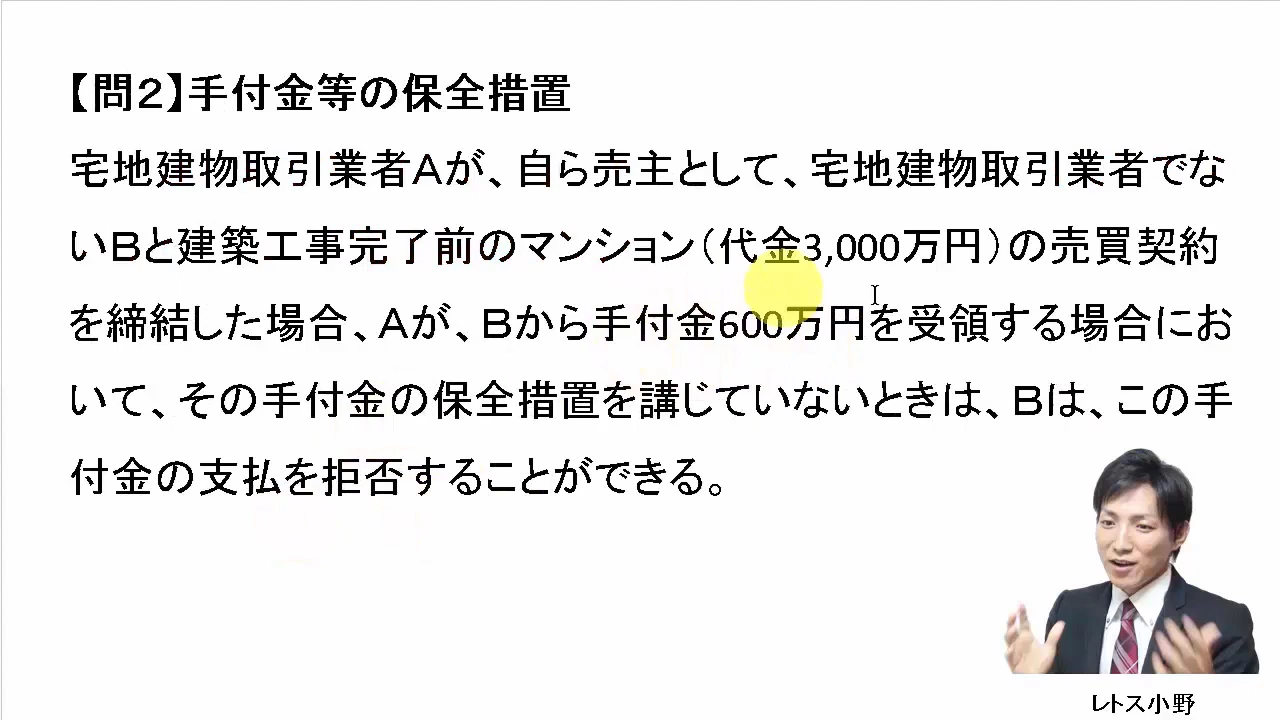 【問２】手付金等の保全措置
宅地建物取引業者Ａが、自ら売主として、宅地建物取引業者でな
いＢと建築工事完了前のマンション（代金3,000万円）の売買契約
を締結した場合、Ａが、Ｂから手付金600万円を受領する場合にお
いて、その手付金の保全措置を講じていないときは、Ｂは、この手
付金の支払を拒否することができる。
レトス小野